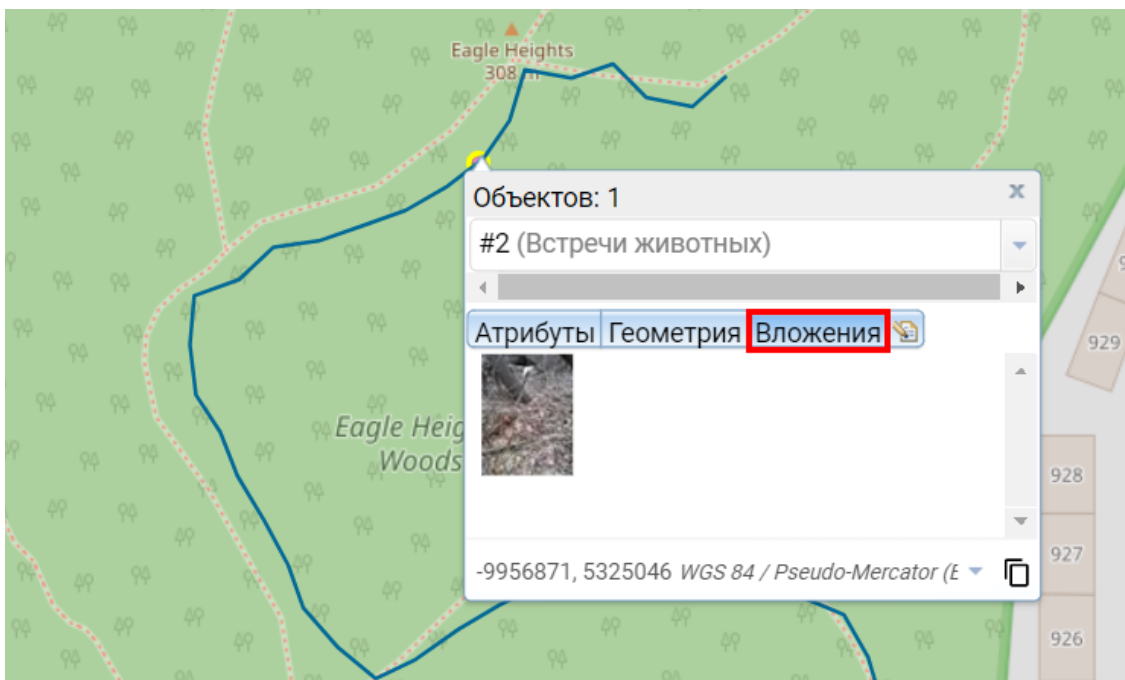 Eagle Heights
308 m
Объектов: 1
x
#2 (Встречи животных)
Атрибуты Геометрия Вложения
929
Eagle Heig
Woods
928
927
-9956871, 5325046 WGS 84 / Pseudo-Mercator (E
926